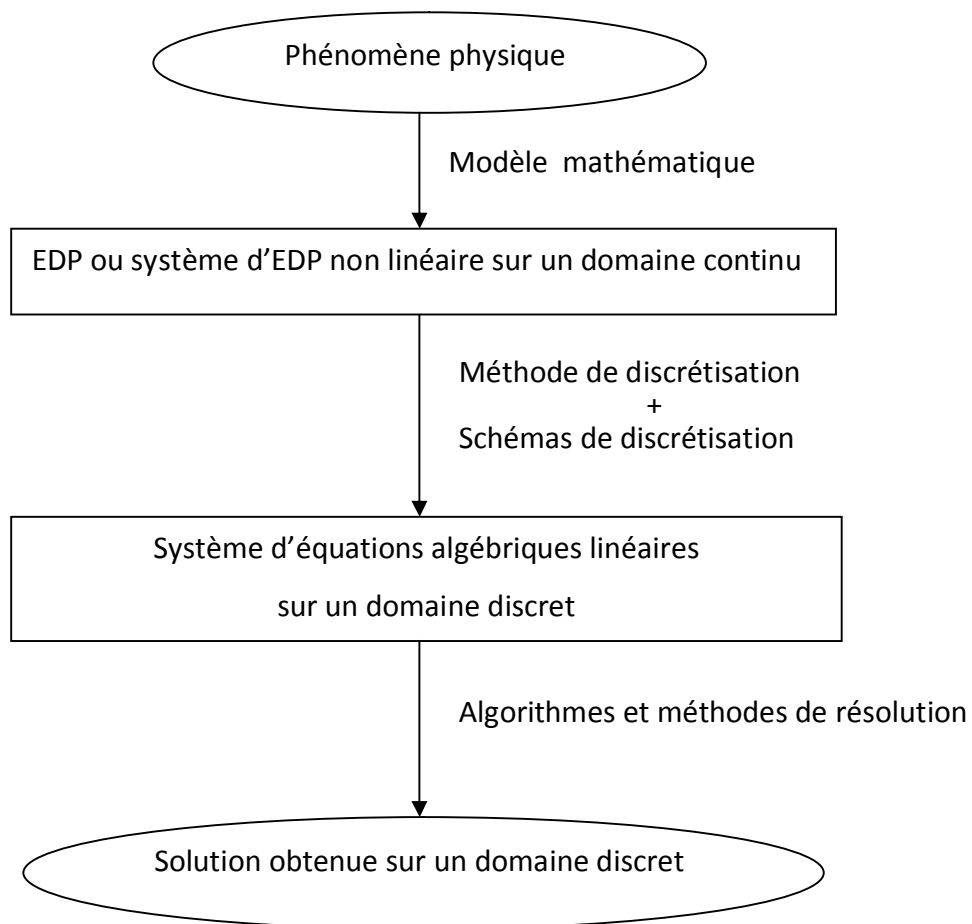 Phénomène physique
Modèle mathématique
EDP ou système d’EDP non linéaire sur un domaine continu
Méthode de discrétisation
+
Schémas de discrétisation
Système d’équations algébriques linéaires
sur un domaine discret
Algorithmes et méthodes de résolution
Solution obtenue sur un domaine discret